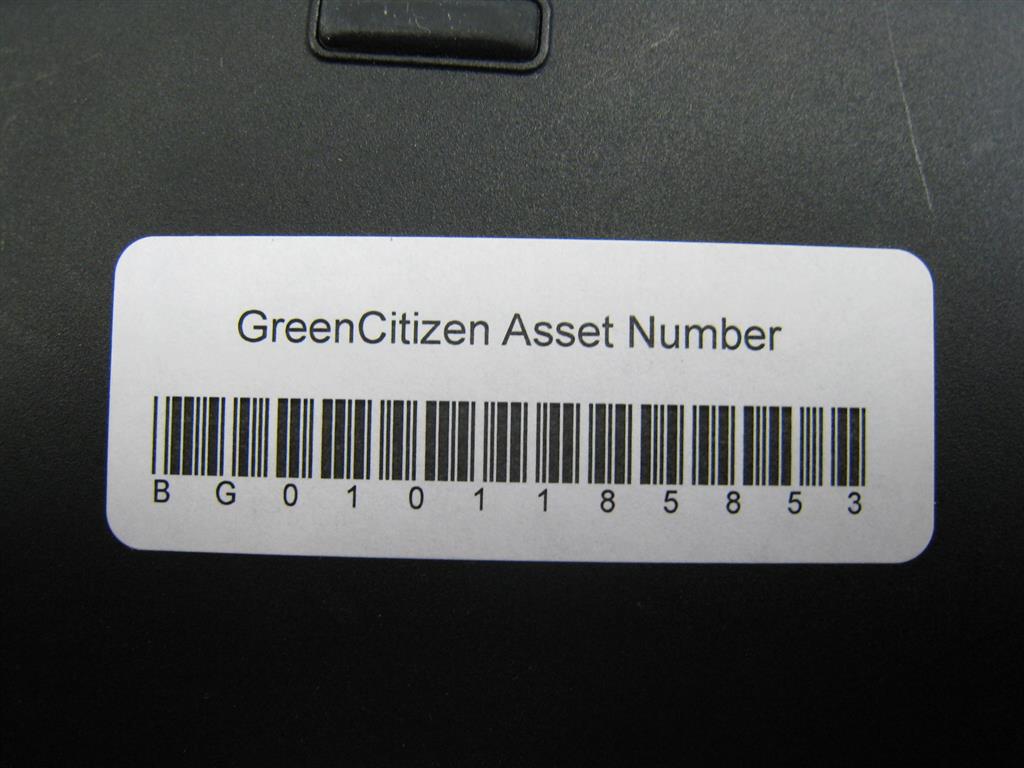 GreenCitizen Asset Number
B G 0 1 0 1 1 8 5 8 5 3